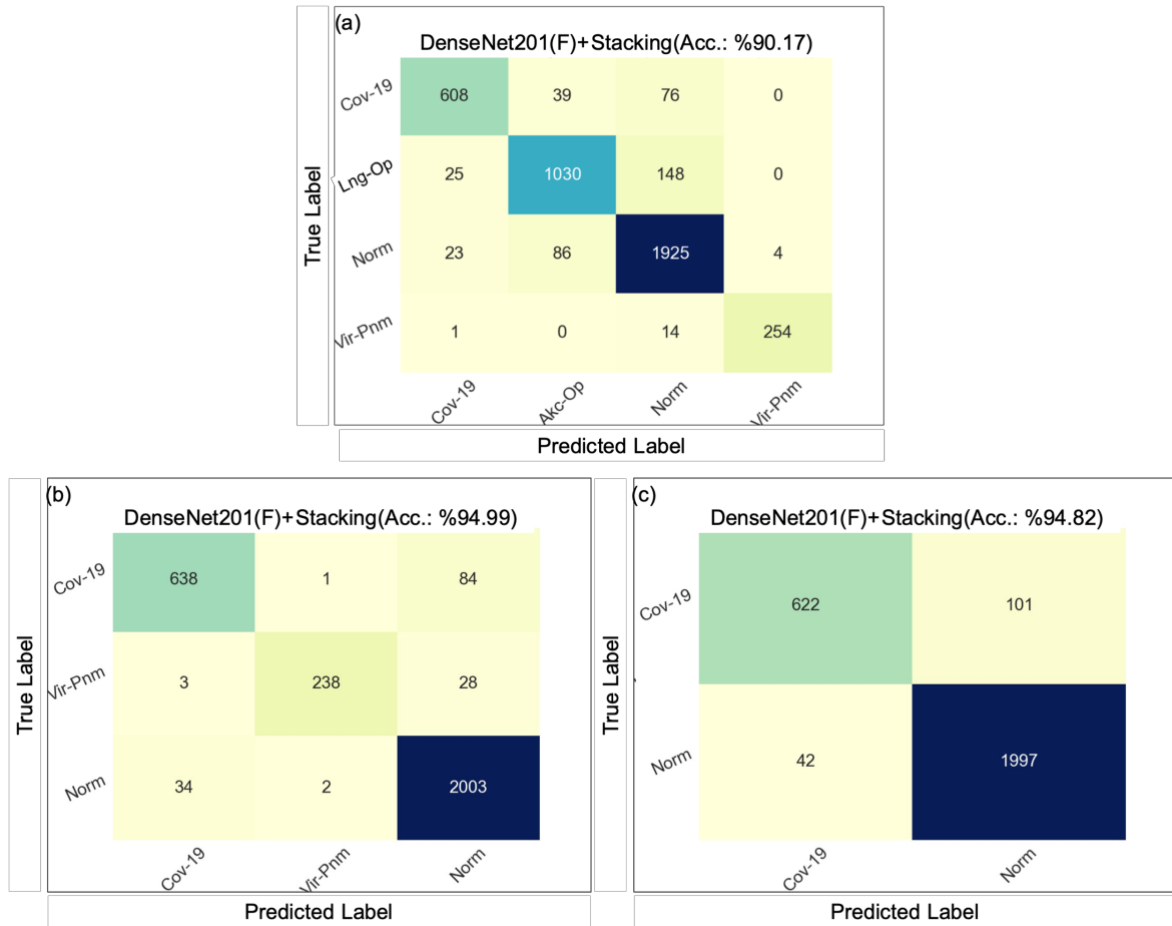 (a)
DenseNet201(F)+Stacking(Acc.: %90.17)
True Label
Cov-19 608 39 76 0
Lng-Op 25 1030 148 0
Norm 23 86 1925 4
Vir-Pnm 1 0 14 254
Cov-19 Akc-Op Norm Vir-Pnm
Predicted Label
(b)
DenseNet201(F)+Stacking(Acc.: %94.99)
True Label
Cov-19 638 1 84
Vir-Pnm 3 238 28
Norm 34 2 2003
Cov-19 Vir-Pnm Norm
Predicted Label
(c)
DenseNet201(F)+Stacking(Acc.: %94.82)
True Label
Cov-19 622 101
Norm 42 1997
Cov-19 Norm
Predicted Label